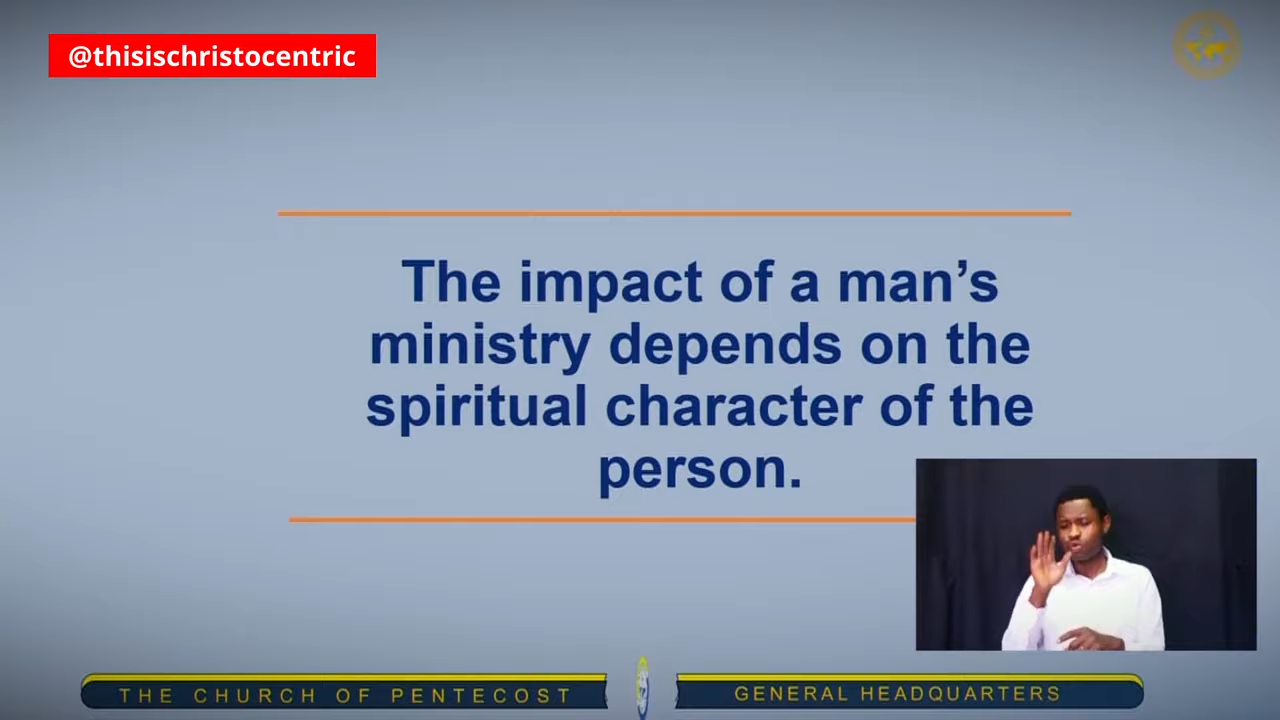 @thisischristocentric
The impact of a man’s
ministry depends on the
spiritual character of the
person.
THE CHURCH OF PENTECOST
GENERAL HEADQUARTERS